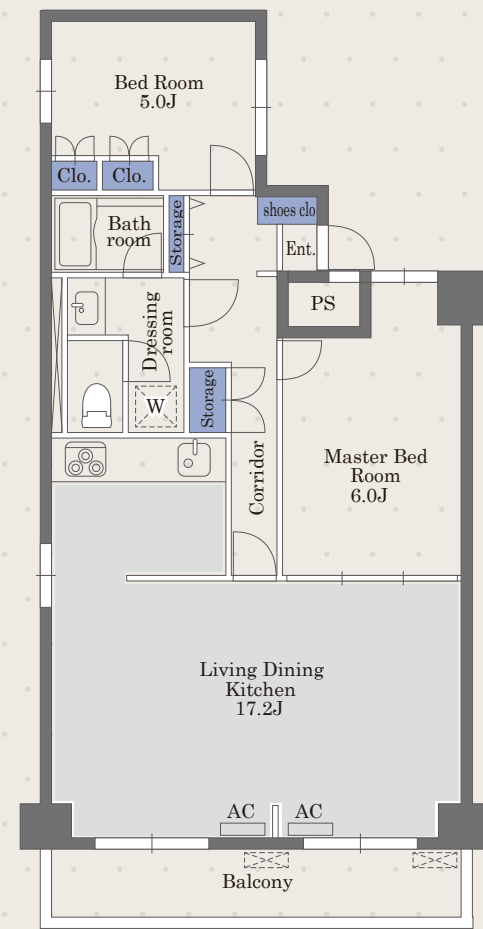 Bed Room
5.0J
Clo.
Clo.
Bath
room
Storage
shoes clo
Ent.
PS
Dressing
room
W
Storage
Corridor
Master Bed
Room
6.0J
Living Dining
Kitchen
17.2J
AC
AC
Balcony